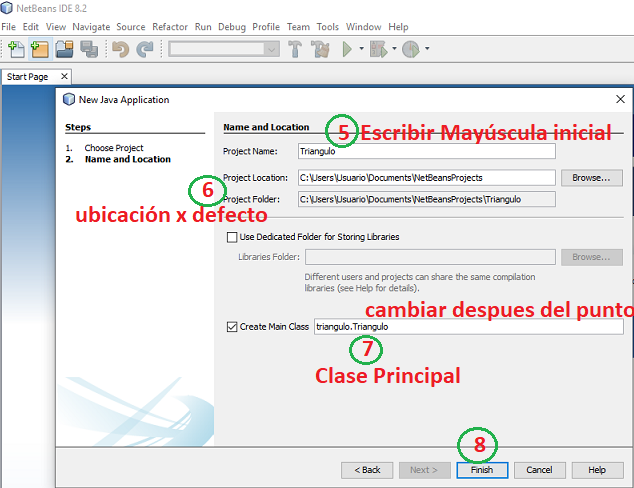 NetBeans IDE 8.2
File Edit View Navigate Source Refactor Run Debug Profile Team Tools Window Help
Start Page
New Java Application
Steps
1. Choose Project
2. Name and Location
Name and Location
5 Escribir Mayúscula inicial
Project Name: Triangulo
Project Location: C:\Users\Usuario\Documents\NetBeansProjects Browse...
6
Project Folder: C:\Users\Usuario\Documents\NetBeansProjects\Triangulo
ubicación x defecto
Use Dedicated Folder for Storing Libraries
Libraries Folder: Browse...
Different users and projects can share the same compilation
libraries (see Help for details).
cambiar despues del punto
Create Main Class triangulo.Triangulo
7
Clase Principal
8
< Back Next > Finish Cancel Help